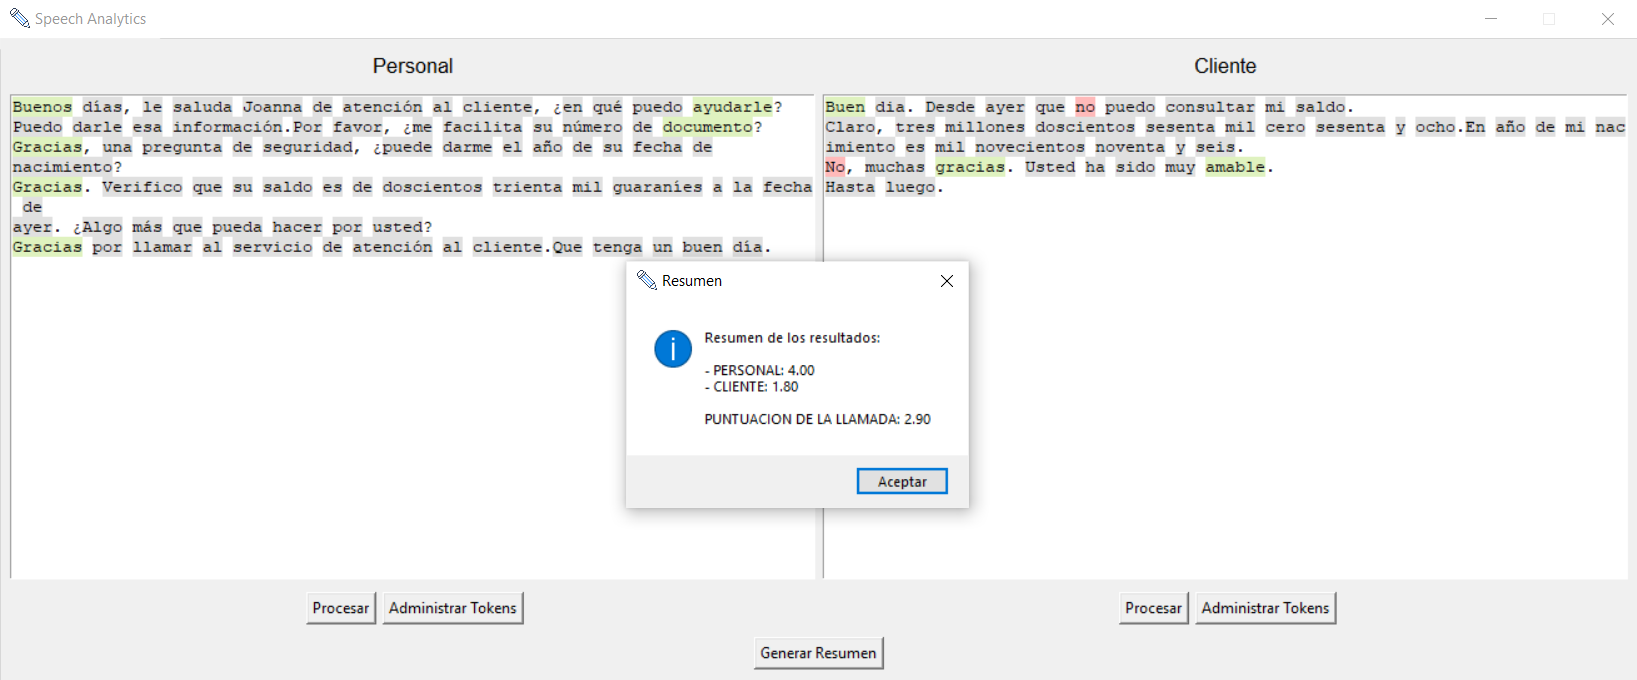 Speech Analytics
Personal
Buenos días, le saluda Joanna de atención al cliente, ¿en qué puedo ayudarle?
Puedo darle esa información.Por favor, ¿me facilita su número de documento?
Gracias, una pregunta de seguridad, ¿puede darme el año de su fecha de
nacimiento?
Gracias. Verifico que su saldo es de doscientos trienta mil guaraníes a la fecha
de
ayer. ¿Algo más que pueda hacer por usted?
Gracias por llamar al servicio de atención al cliente.Que tenga un buen día.
Cliente
Buen dia. Desde ayer que no puedo consultar mi saldo.
Claro, tres millones doscientos sesenta mil cero sesenta y ocho.En año de mi nac
imiento es mil novecientos noventa y seis.
No, muchas gracias. Usted ha sido muy amable.
Hasta luego.
Resumen
Resumen de los resultados:
- PERSONAL: 4.00
- CLIENTE: 1.80
PUNTUACION DE LA LLAMADA: 2.90
Aceptar
Procesar Administrar Tokens
Procesar Administrar Tokens
Generar Resumen